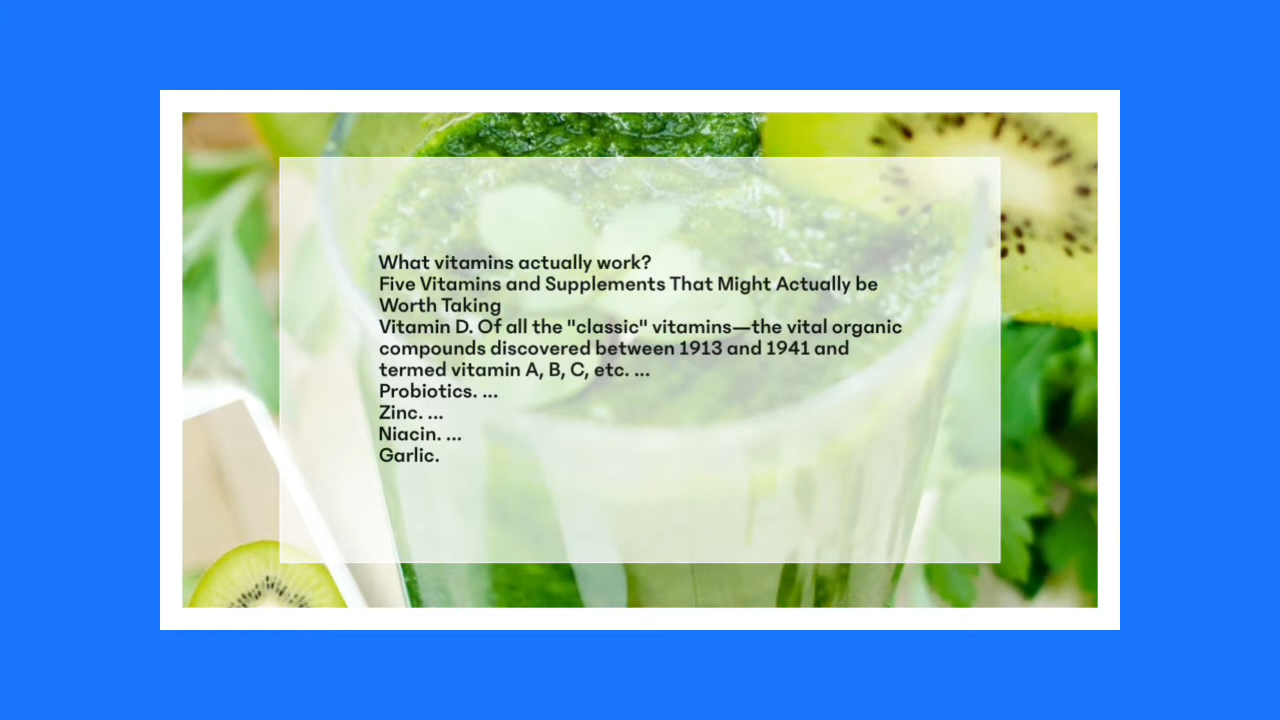 What vitamins actually work?
Five Vitamins and Supplements That Might Actually be
Worth Taking
Vitamin D. Of all the "classic" vitamins—the vital organic
compounds discovered between 1913 and 1941 and
termed vitamin A, B, C, etc. ...
Probiotics. ...
Zinc. ...
Niacin. ...
Garlic.